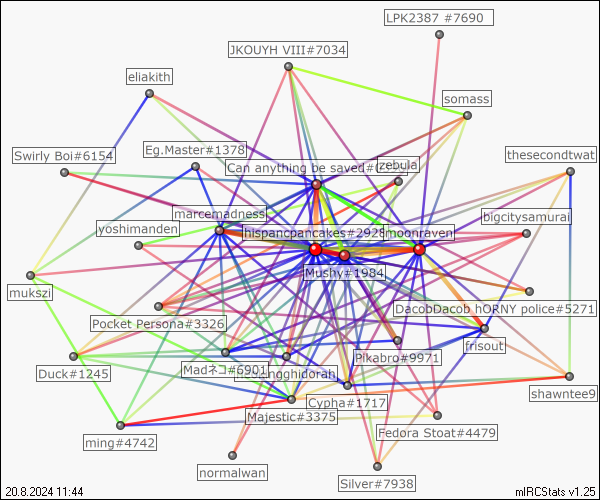 LPK2387 #7690
JKOUYH VIII#7034
eliakith
somass
Eg.Master#1378
Swirly Boi#6154
thesecondtwat
zebula
Can anything be saved#0
marcemadness
bigcitysamurai
yoshimanden
hispanopancakes#2928
moonraven
Mushy#1984
mukszi
DacobDacob hORNY police#5271
Pocket Persona#3326
frisout
Pikabro#9971
Duck#1245
Madネコ#6901
ghidorah
shawntee9
Cypha#1717
Majestic#3375
Fedora Stoat#4479
ming#4742
normalwan
Silver#7938
20.8.2024 11:44
mIRCStats v1.25